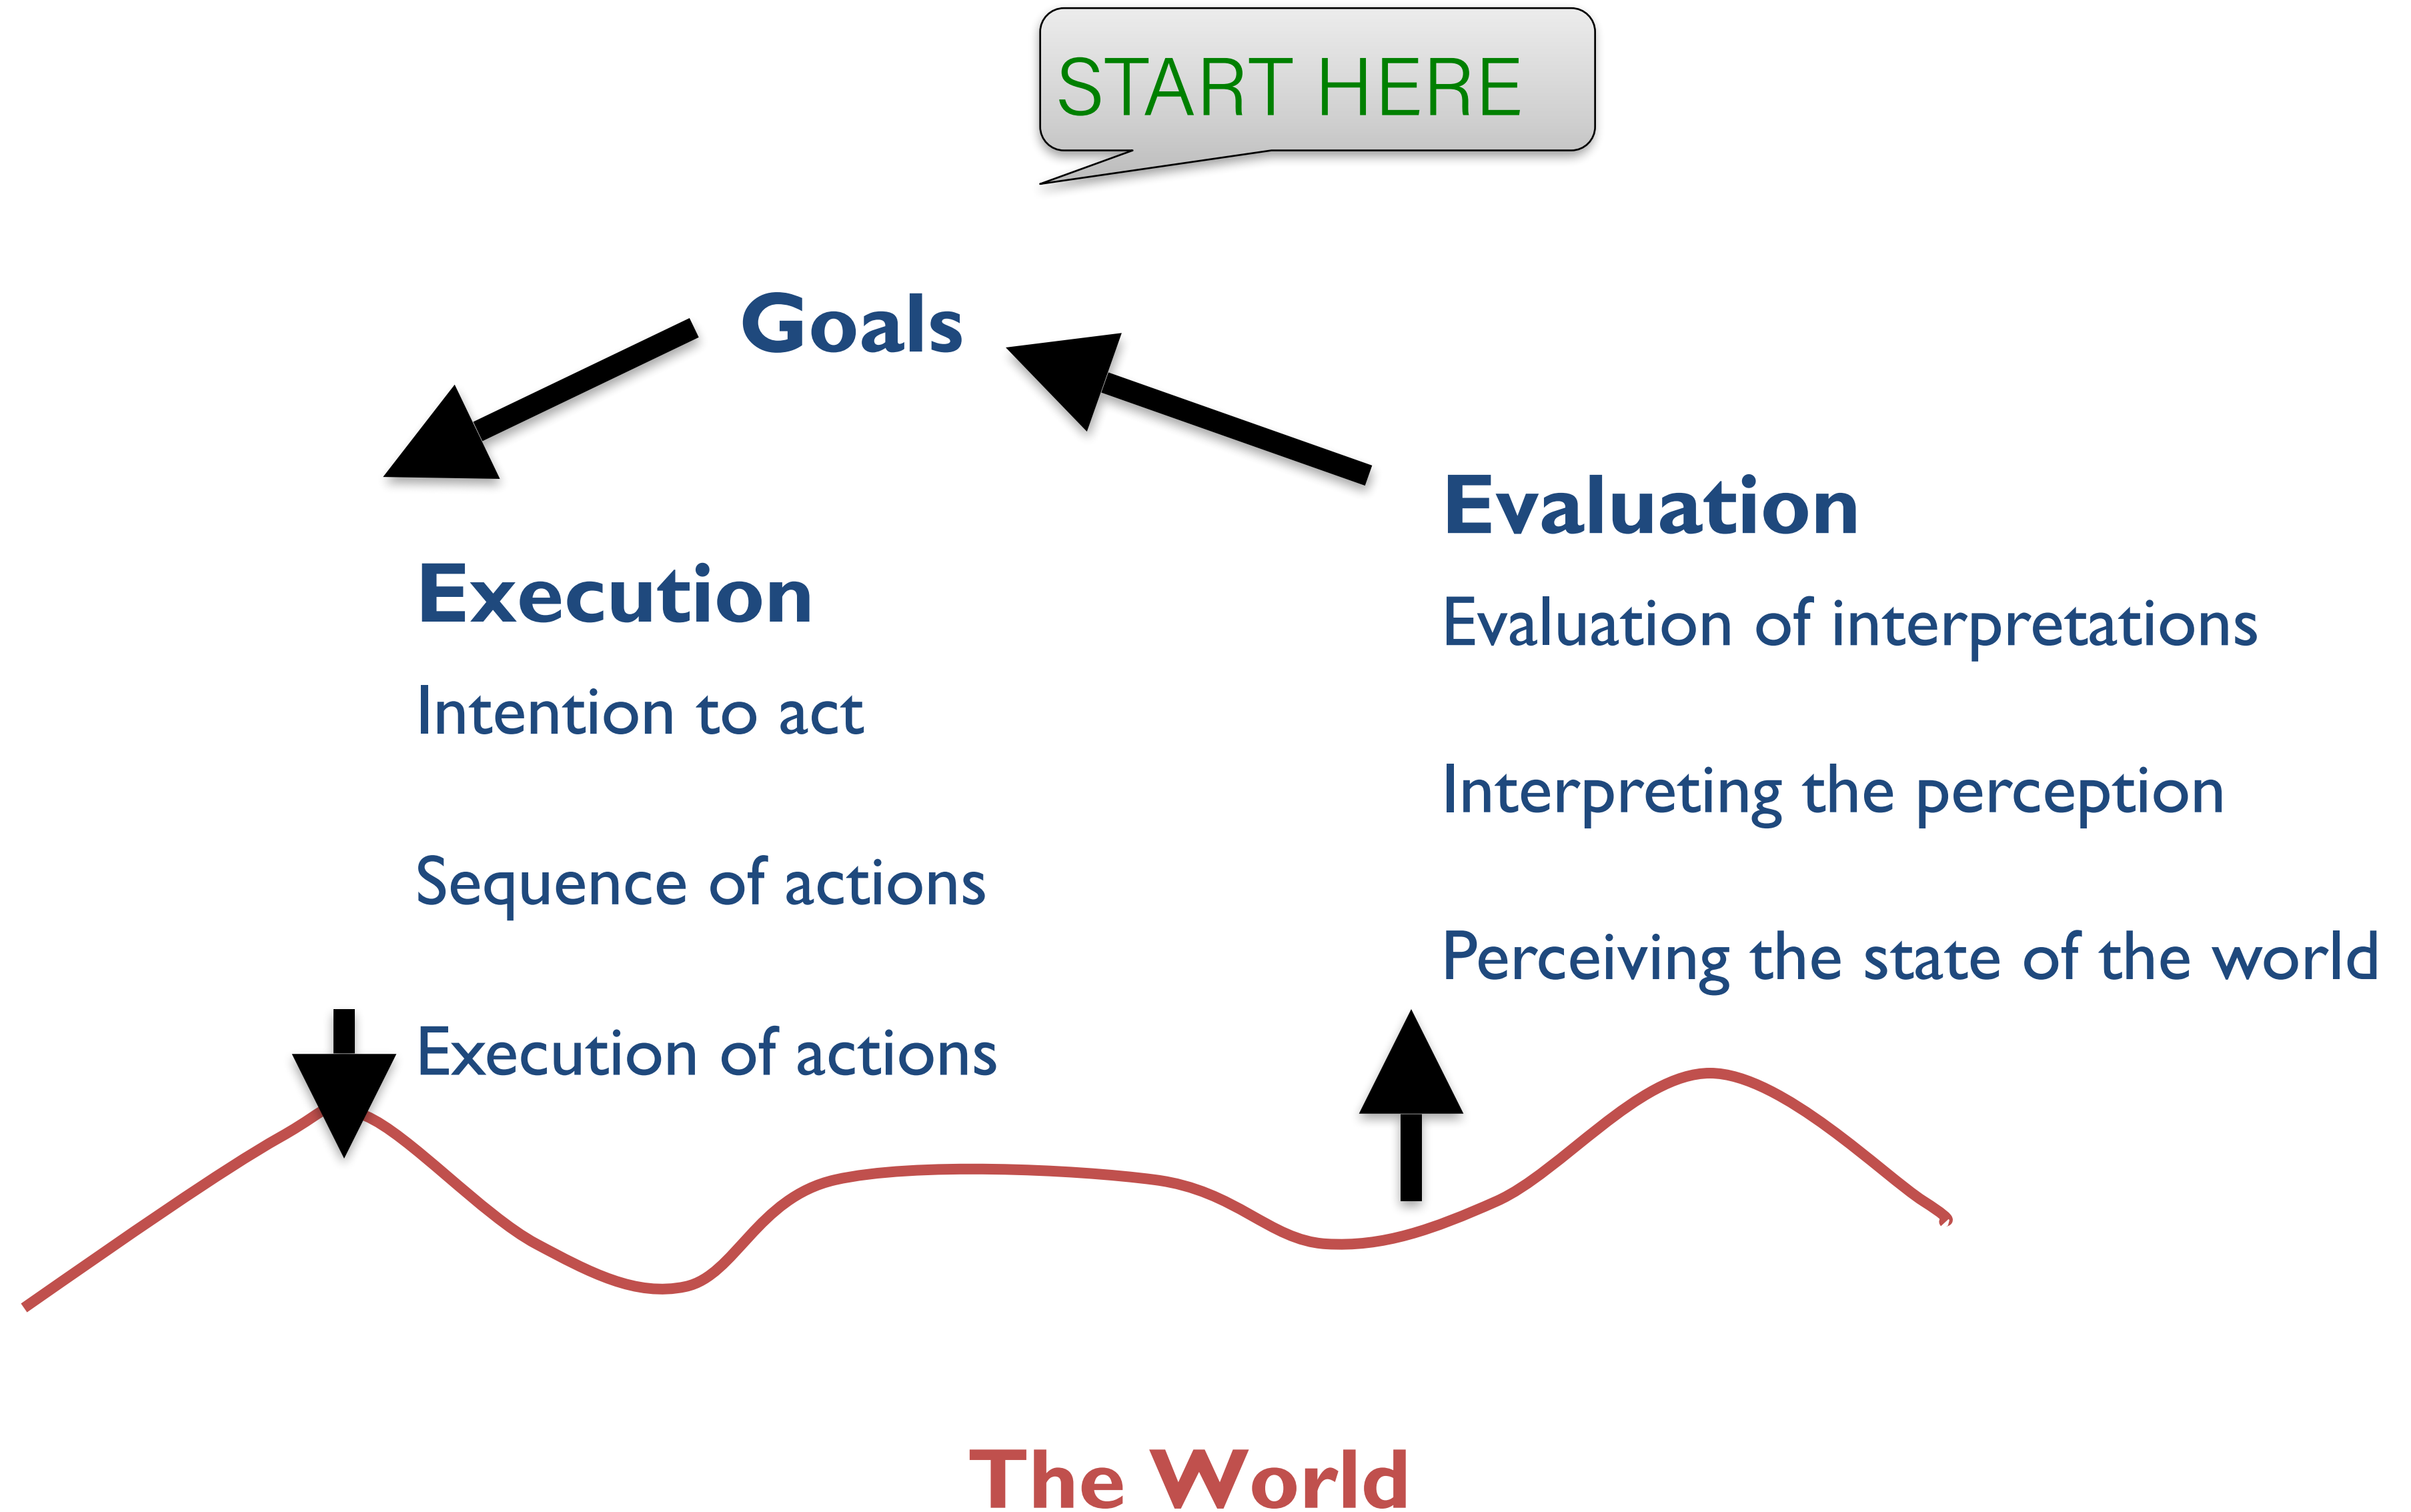 START HERE
Goals
Execution
Intention to act
Sequence of actions
Execution of actions
Evaluation
Evaluation of interpretations
Interpreting the perception
Perceiving the state of the world
The World